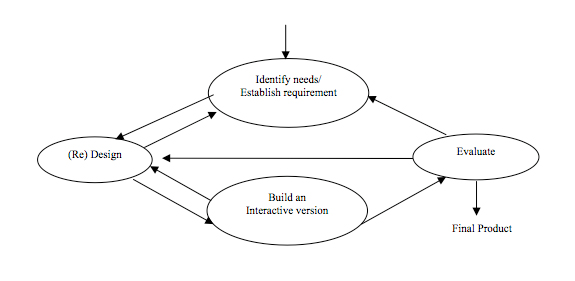 Identify needs/
Establish requirement
(Re) Design
Evaluate
Build an
Interactive version
Final Product